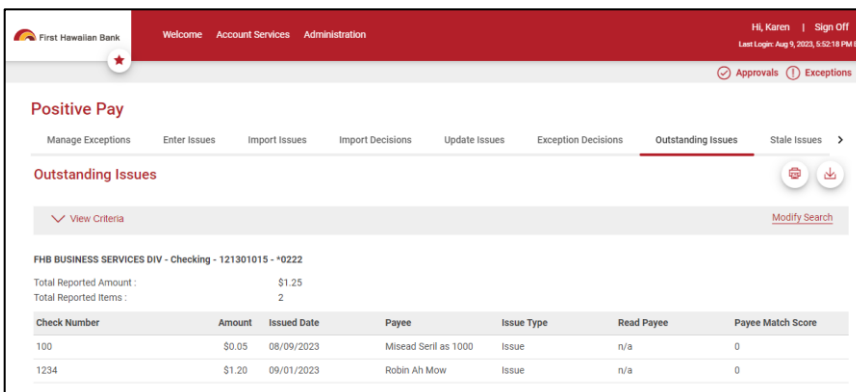 First Hawaiian Bank
Welcome Account Services Administration
Hi, Karen | Sign Off
Last Login: Aug 9, 2023, 5:52:18 PM
Approvals Exceptions
Positive Pay
Manage Exceptions Enter Issues Import Issues Import Decisions Update Issues Exception Decisions Outstanding Issues Stale Issues
Outstanding Issues
View Criteria Modify Search
FHB BUSINESS SERVICES DIV - Checking - 121301015 - *0222
Total Reported Amount : $1.25
Total Reported Items : 2
Check Number Amount Issued Date Payee Issue Type Read Payee Payee Match Score
100 $0.05 08/09/2023 Misead Seril as 1000 Issue n/a 0
1234 $1.20 09/01/2023 Robin Ah Mow Issue n/a 0